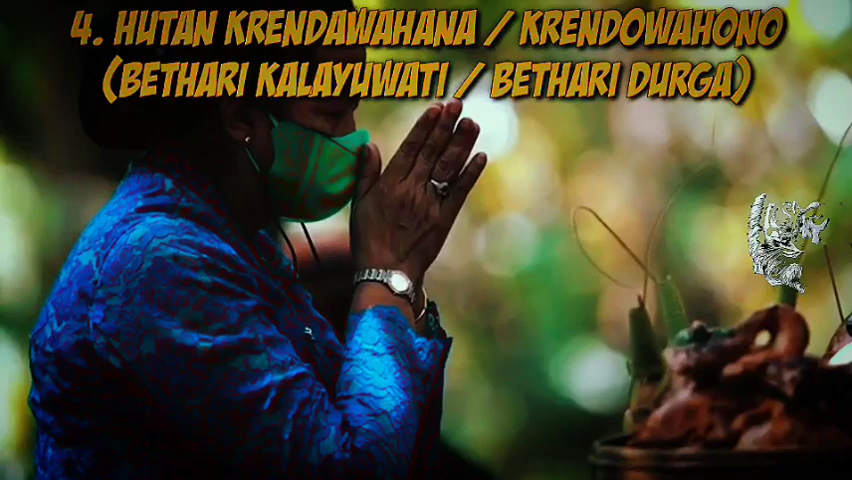 4. HUTAN KRENDAWAHANA / KRENDOWAHONO
(BETHARI KALAYUWATI / BETHARI DURGA)